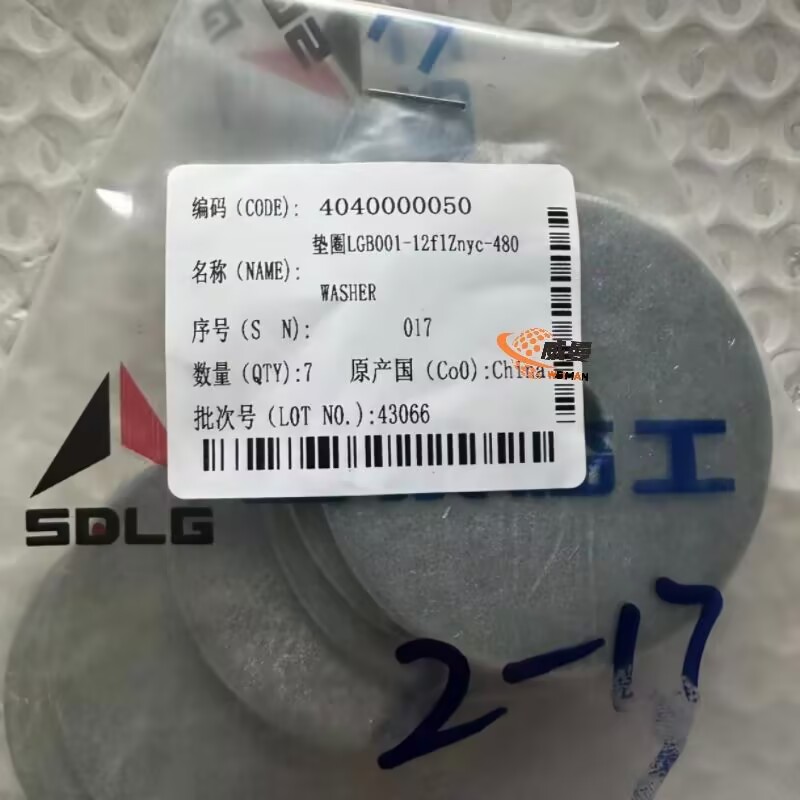 编码(CODE): 4040000050
垫圈LGB001-12f1Znyc-480
名称(NAME):
WASHER
序号(S N): 017
数量(QTY):7 原产国(CoO):China
批次号(LOT NO.):43066
SDLG
2-17